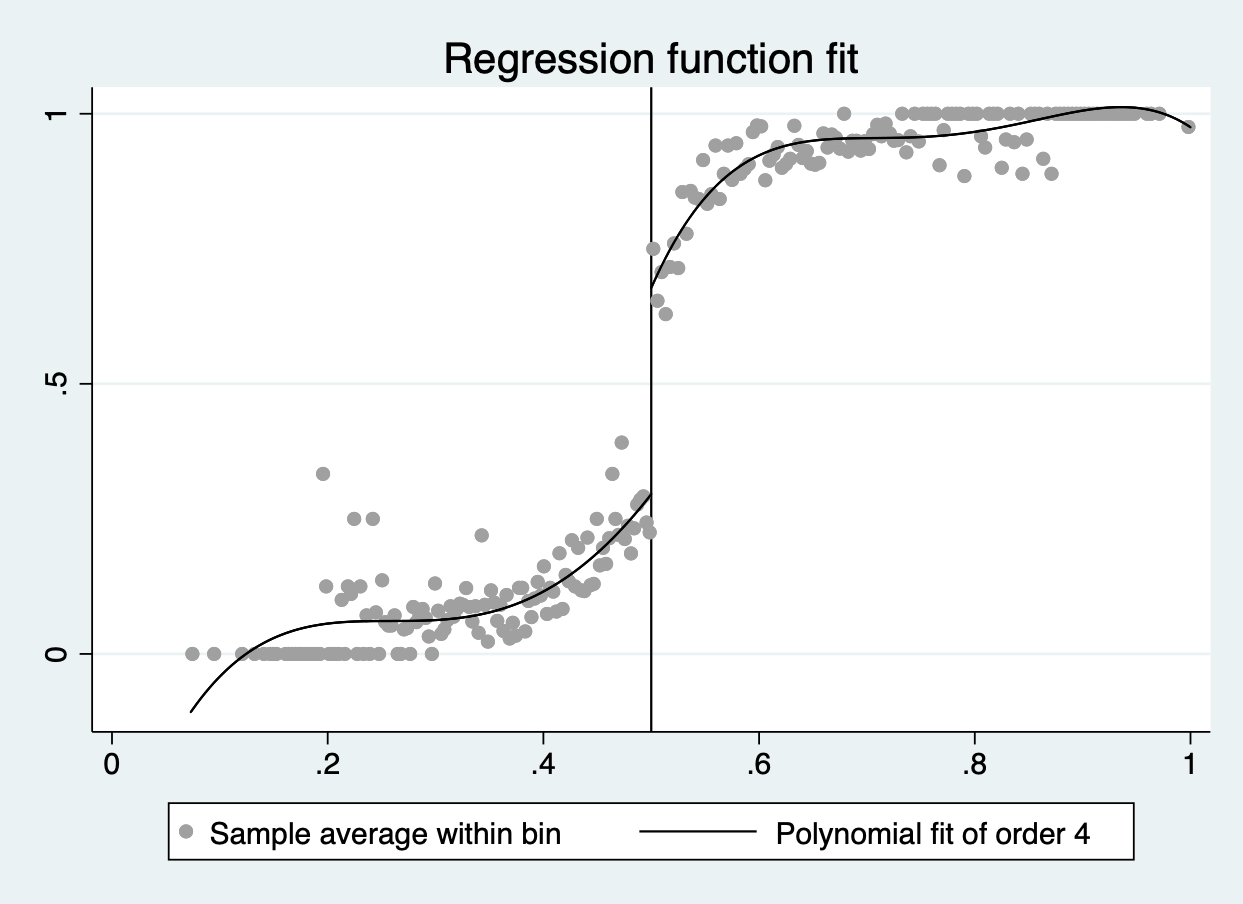 Regression function fit
1
.5
0
0 .2 .4 .6 .8 1
Sample average within bin Polynomial fit of order 4